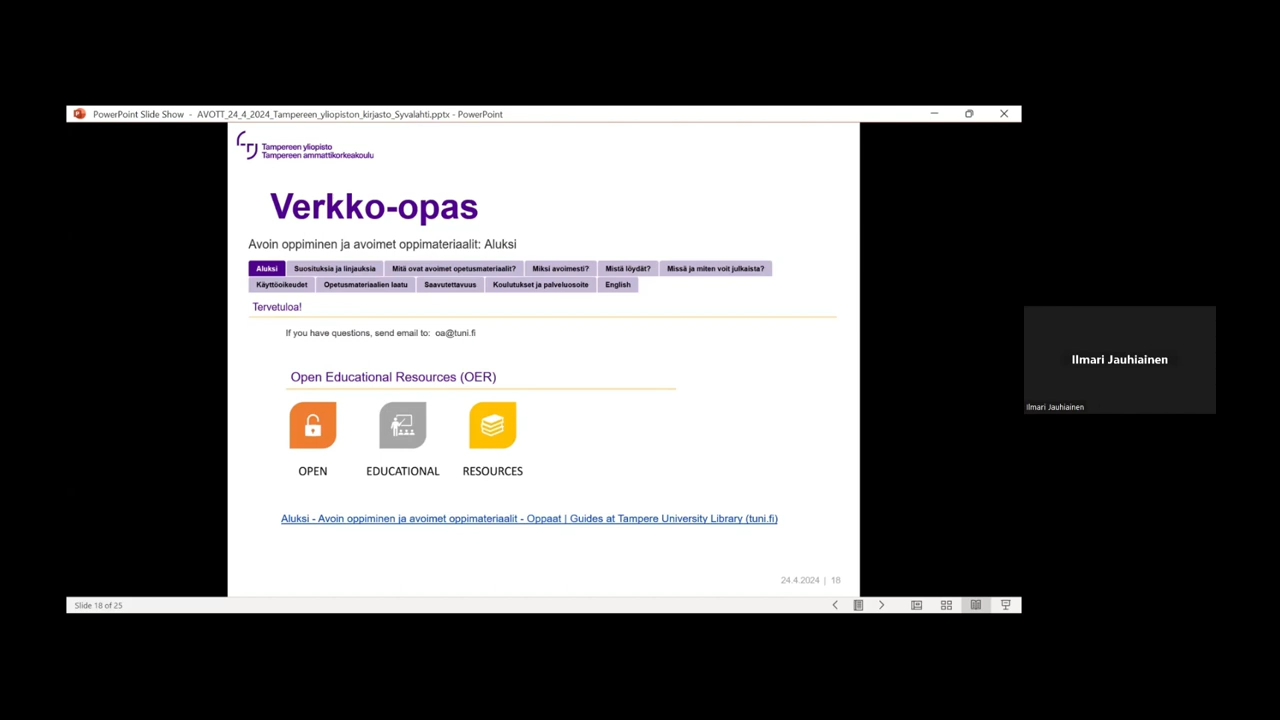 PowerPoint Slide Show - AVOTT_24_4_2024_Tampereen_yliopiston_kirjasto_Syvalahti.pptx - PowerPoint
Tampereen yliopisto
Tampereen ammattikorkeakoulu
Verkko-opas
Avoin oppiminen ja avoimet oppimateriaalit: Aluksi
Aluksi Suosituksia ja linjauksia Mitä ovat avoimet opetusmateriaalit? Miksi avoimesti? Mistä löydät? Missä ja miten voit julkaista?
Käyttöoikeudet Opetusmateriaalien laatu Saavutettavuus Koulutukset ja palveluosoite English
Tervetuloa!
If you have questions, send email to: oa@tuni.fi
Open Educational Resources (OER)
OPEN EDUCATIONAL RESOURCES
Aluksi - Avoin oppiminen ja avoimet oppimateriaalit - Oppaat | Guides at Tampere University Library (tuni.fi)
24.4.2024 | 18
Slide 18 of 25
Ilmari Jauhiainen
Ilmari Jauhiainen